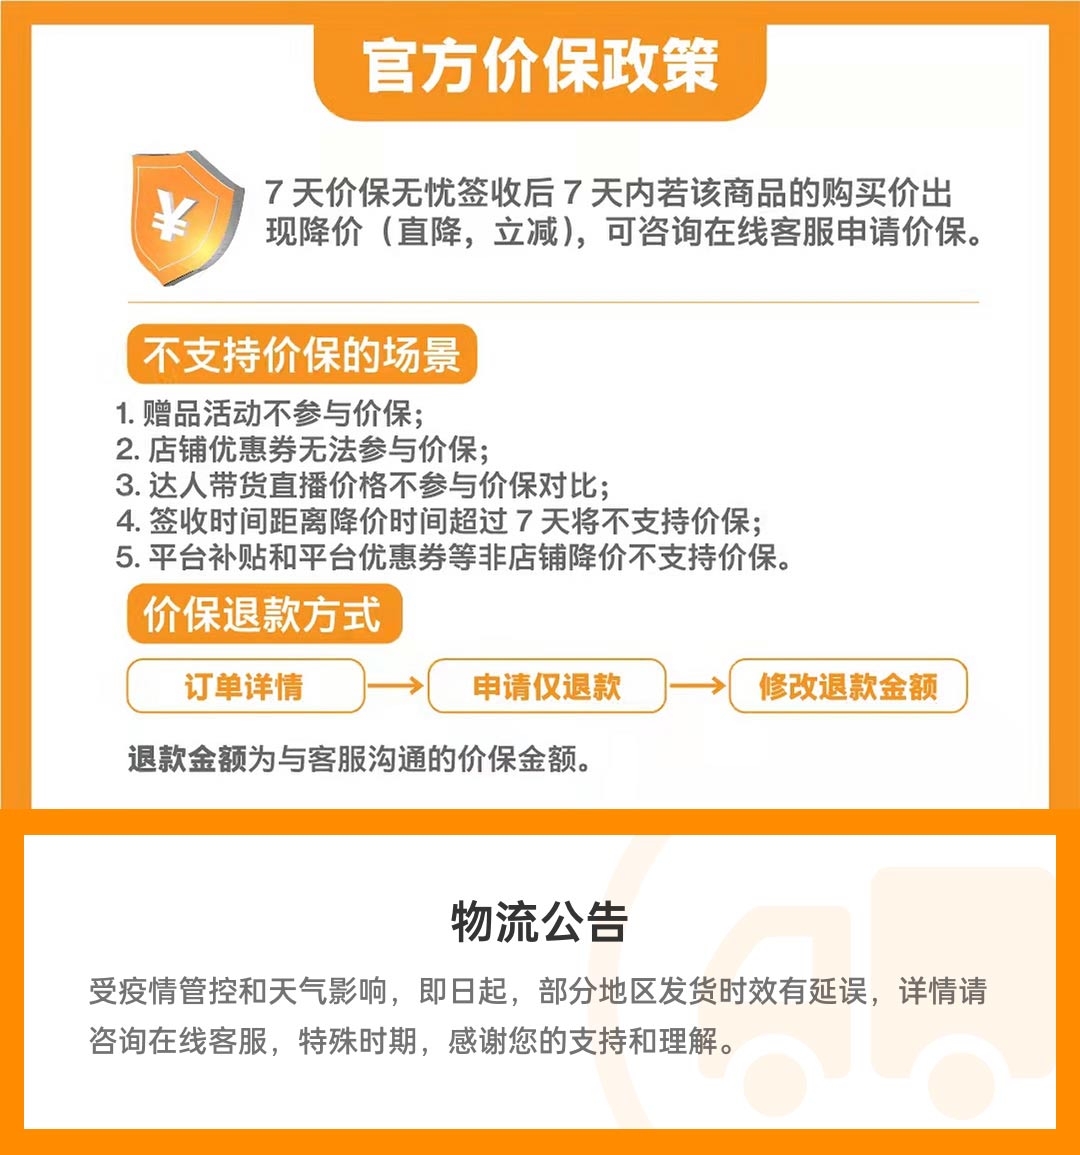 官方价保政策
¥
7 天价保无忧签收后 7 天内若该商品的购买价出
现降价（直降，立减），可咨询在线客服申请价保。
不支持价保的场景
1. 赠品活动不参与价保；
2. 店铺优惠券无法参与价保；
3. 达人带货直播价格不参与价保对比；
4. 签收时间距离降价时间超过 7 天将不支持价保；
5. 平台补贴和平台优惠券等非店铺降价不支持价保。
价保退款方式
订单详情 申请仅退款 修改退款金额
退款金额为与客服沟通的价保金额。
物流公告
受疫情管控和天气影响，即日起，部分地区发货时效有延误，详情请
咨询在线客服，特殊时期，感谢您的支持和理解。